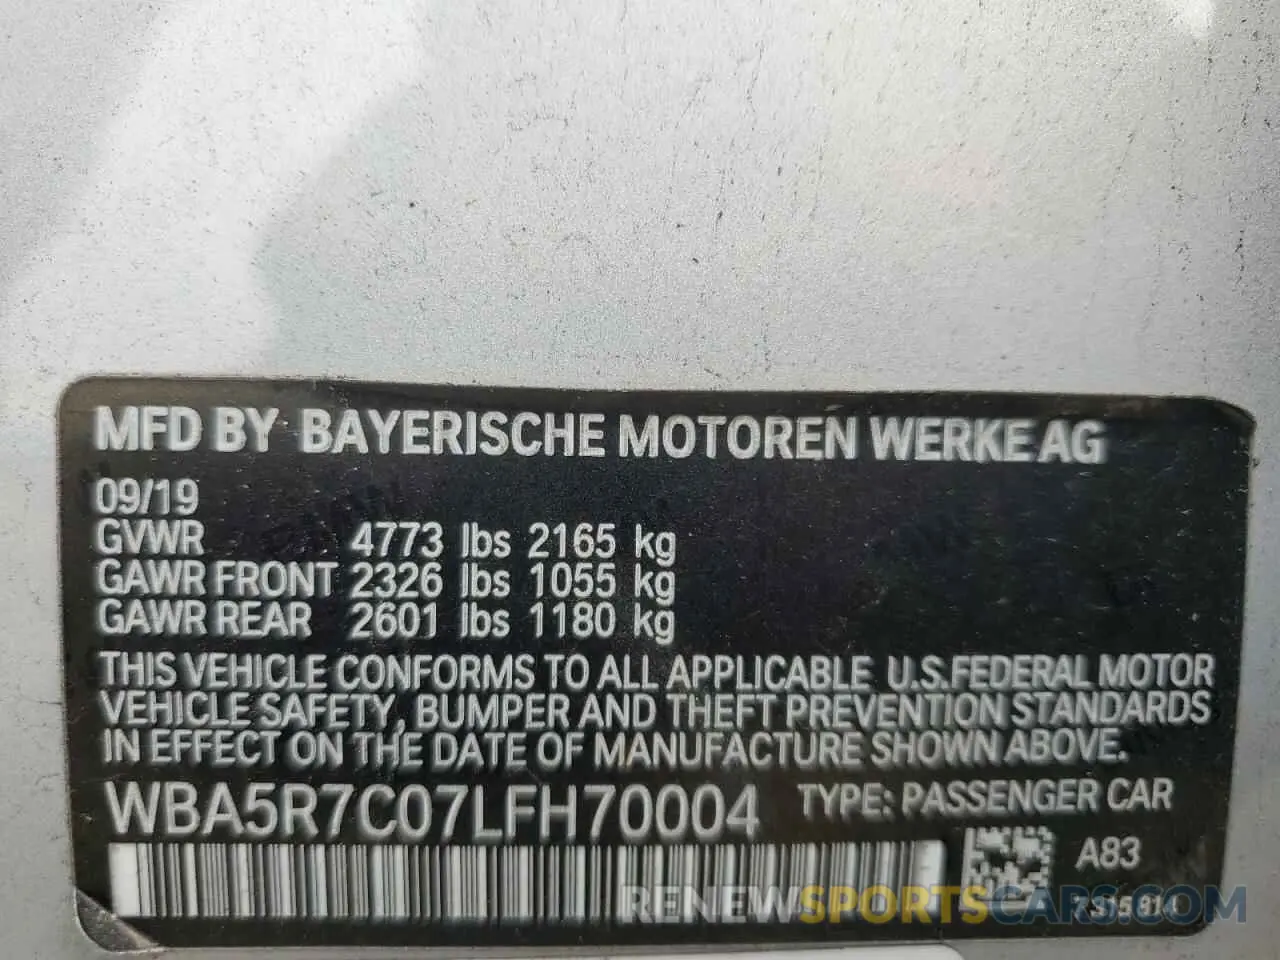 MFD BY BAYERISCHE MOTOREN WERKE AG
09/19
GVWR 4773 lbs 2165 kg
GAWR FRONT 2326 lbs 1055 kg
GAWR REAR 2601 lbs 1180 kg
THIS VEHICLE CONFORMS TO ALL APPLICABLE U.S.FEDERAL MOTOR
VEHICLE SAFETY, BUMPER AND THEFT PREVENTION STANDARDS
IN EFFECT ON THE DATE OF MANUFACTURE SHOWN ABOVE.
WBA5R7C07LFH70004 TYPE: PASSENGER CAR
A83
7315814
RENEWSPORTSCARS.COM